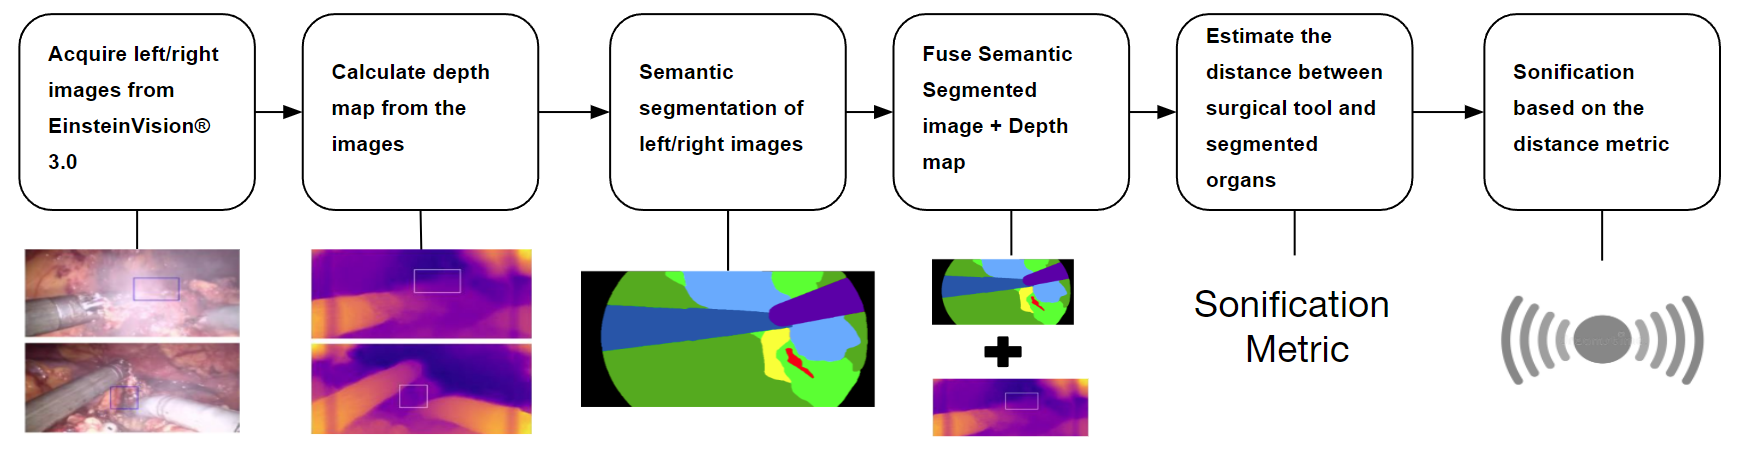 Acquire left/right
images from
EinsteinVision®
3.0
Calculate depth
map from the
images
Semantic
segmentation of
left/right images
Fuse Semantic
Segmented
image + Depth
map
Estimate the
distance between
surgical tool and
segmented
organs
Sonification
based on the
distance metric
Sonification
Metric